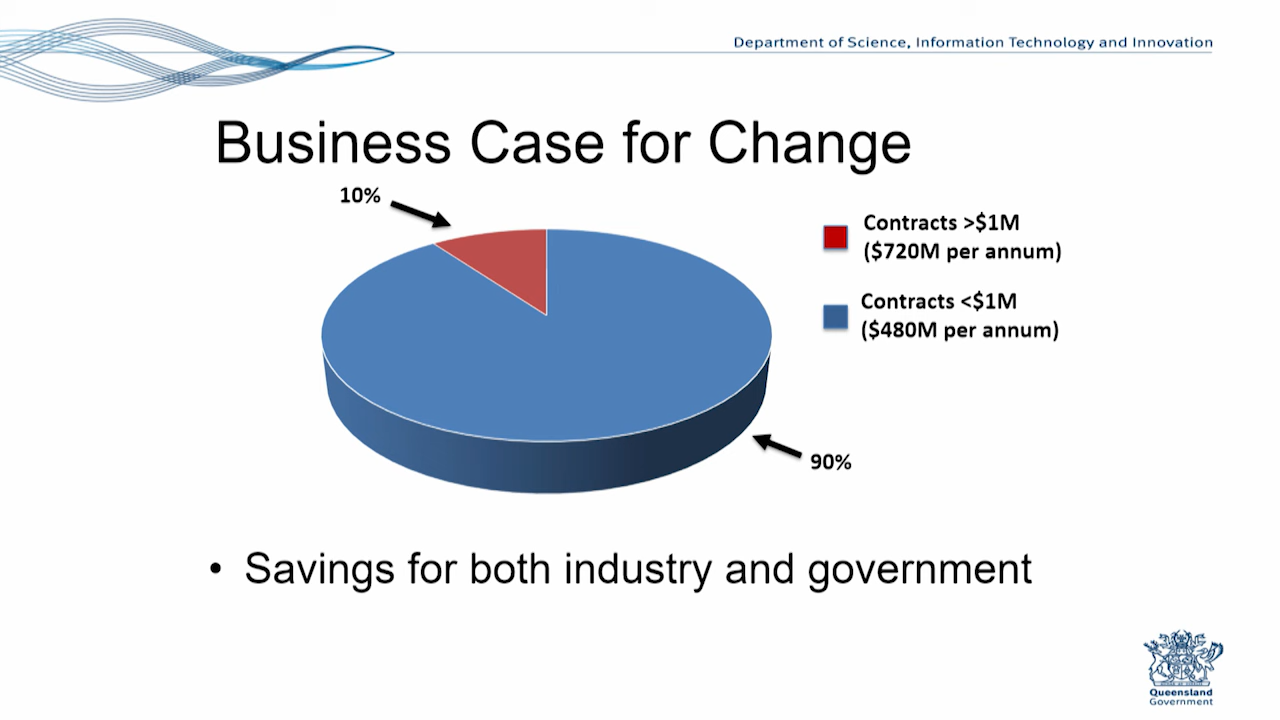 Department of Science, Information Technology and Innovation
Business Case for Change
10%
Contracts >$1M
($720M per annum)
Contracts <$1M
($480M per annum)
90%
• Savings for both industry and government
Queensland
Government